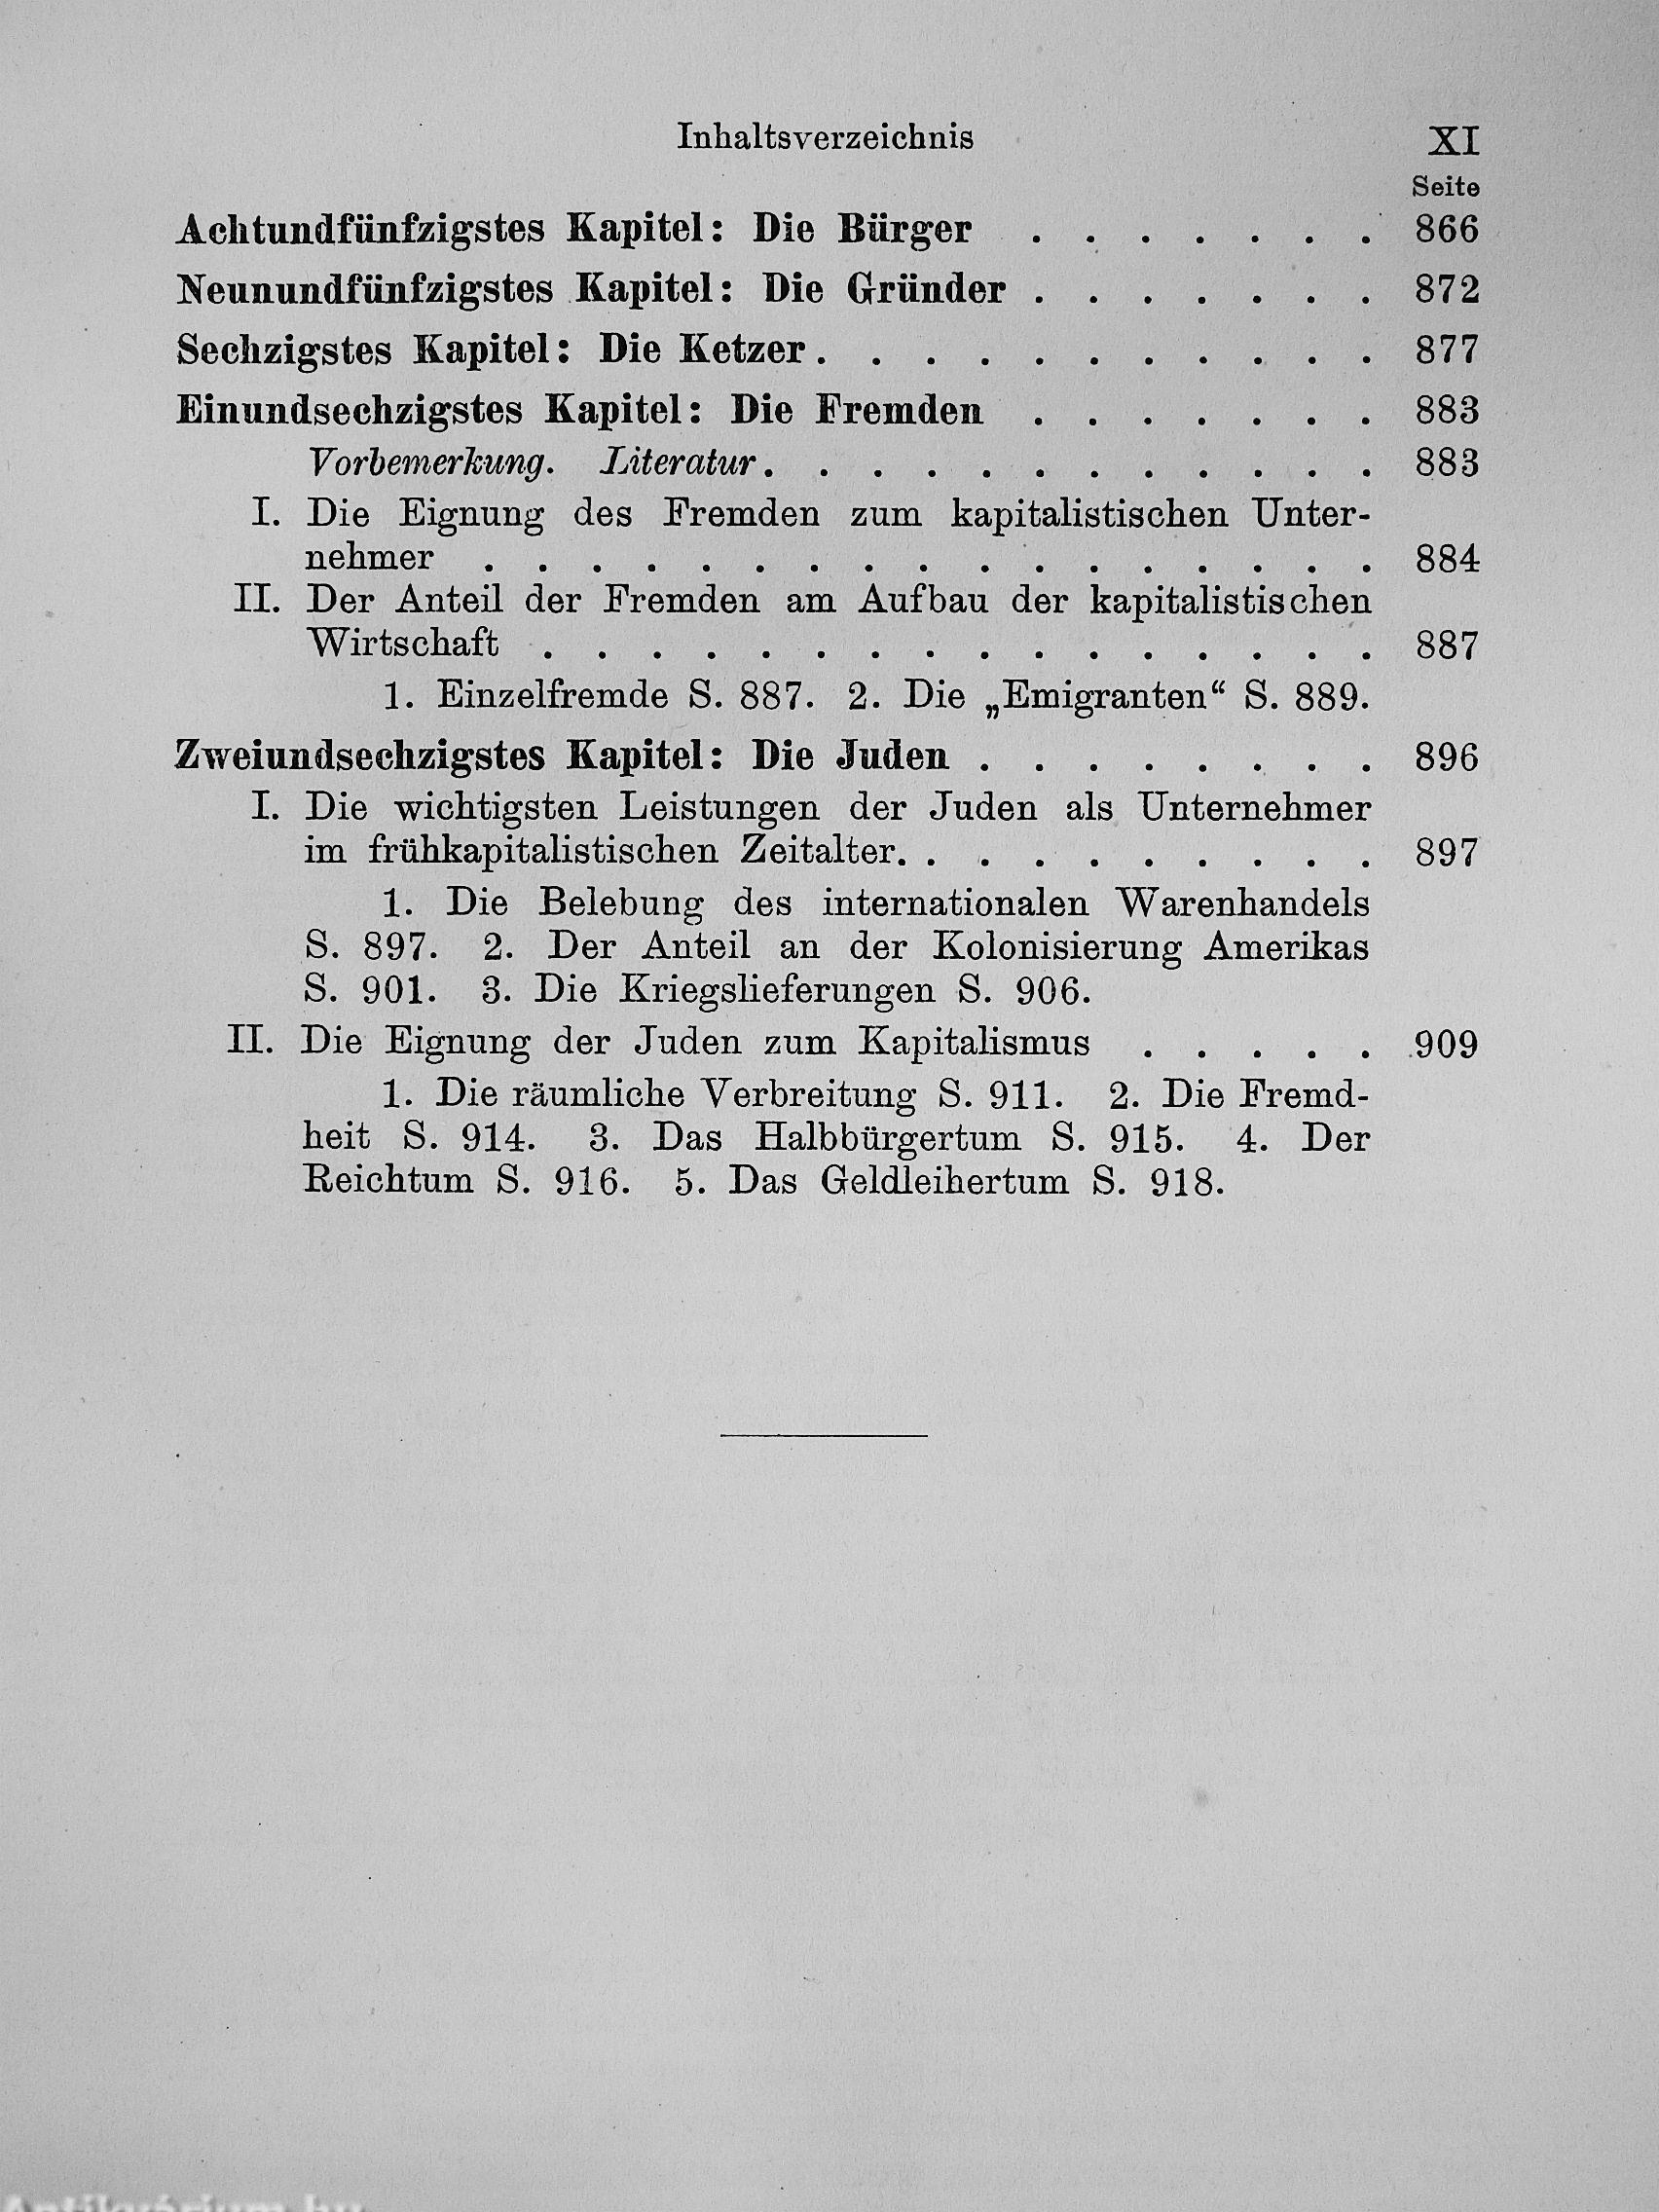 Inhaltsverzeichnis XI
Seite
Achtundfünfzigstes Kapitel: Die Bürger . . . . . . . 866
Neunundfünfzigstes Kapitel: Die Gründer . . . . . . . 872
Sechzigstes Kapitel: Die Ketzer . . . . . . . . . . . 877
Einundsechzigstes Kapitel: Die Fremden . . . . . . . 883
Vorbemerkung. Literatur . . . . . . . . . . . . 883
I. Die Eignung des Fremden zum kapitalistischen Unter-
nehmer . . . . . . . . . . . . . . . . . 884
II. Der Anteil der Fremden am Aufbau der kapitalistischen
Wirtschaft . . . . . . . . . . . . . . . . 887
1. Einzelfremde S. 887. 2. Die „Emigranten“ S. 889.
Zweiundsechzigstes Kapitel: Die Juden . . . . . . . . 896
I. Die wichtigsten Leistungen der Juden als Unternehmer
im frühkapitalistischen Zeitalter. . . . . . . . . . 897
1. Die Belebung des internationalen Warenhandels
S. 897. 2. Der Anteil an der Kolonisierung Amerikas
S. 901. 3. Die Kriegslieferungen S. 906.
II. Die Eignung der Juden zum Kapitalismus . . . . . 909
1. Die räumliche Verbreitung S. 911. 2. Die Fremd-
heit S. 914. 3. Das Halbbürgertum S. 915. 4. Der
Reichtum S. 916. 5. Das Geldleihertum S. 918.
Antikvárium.hu